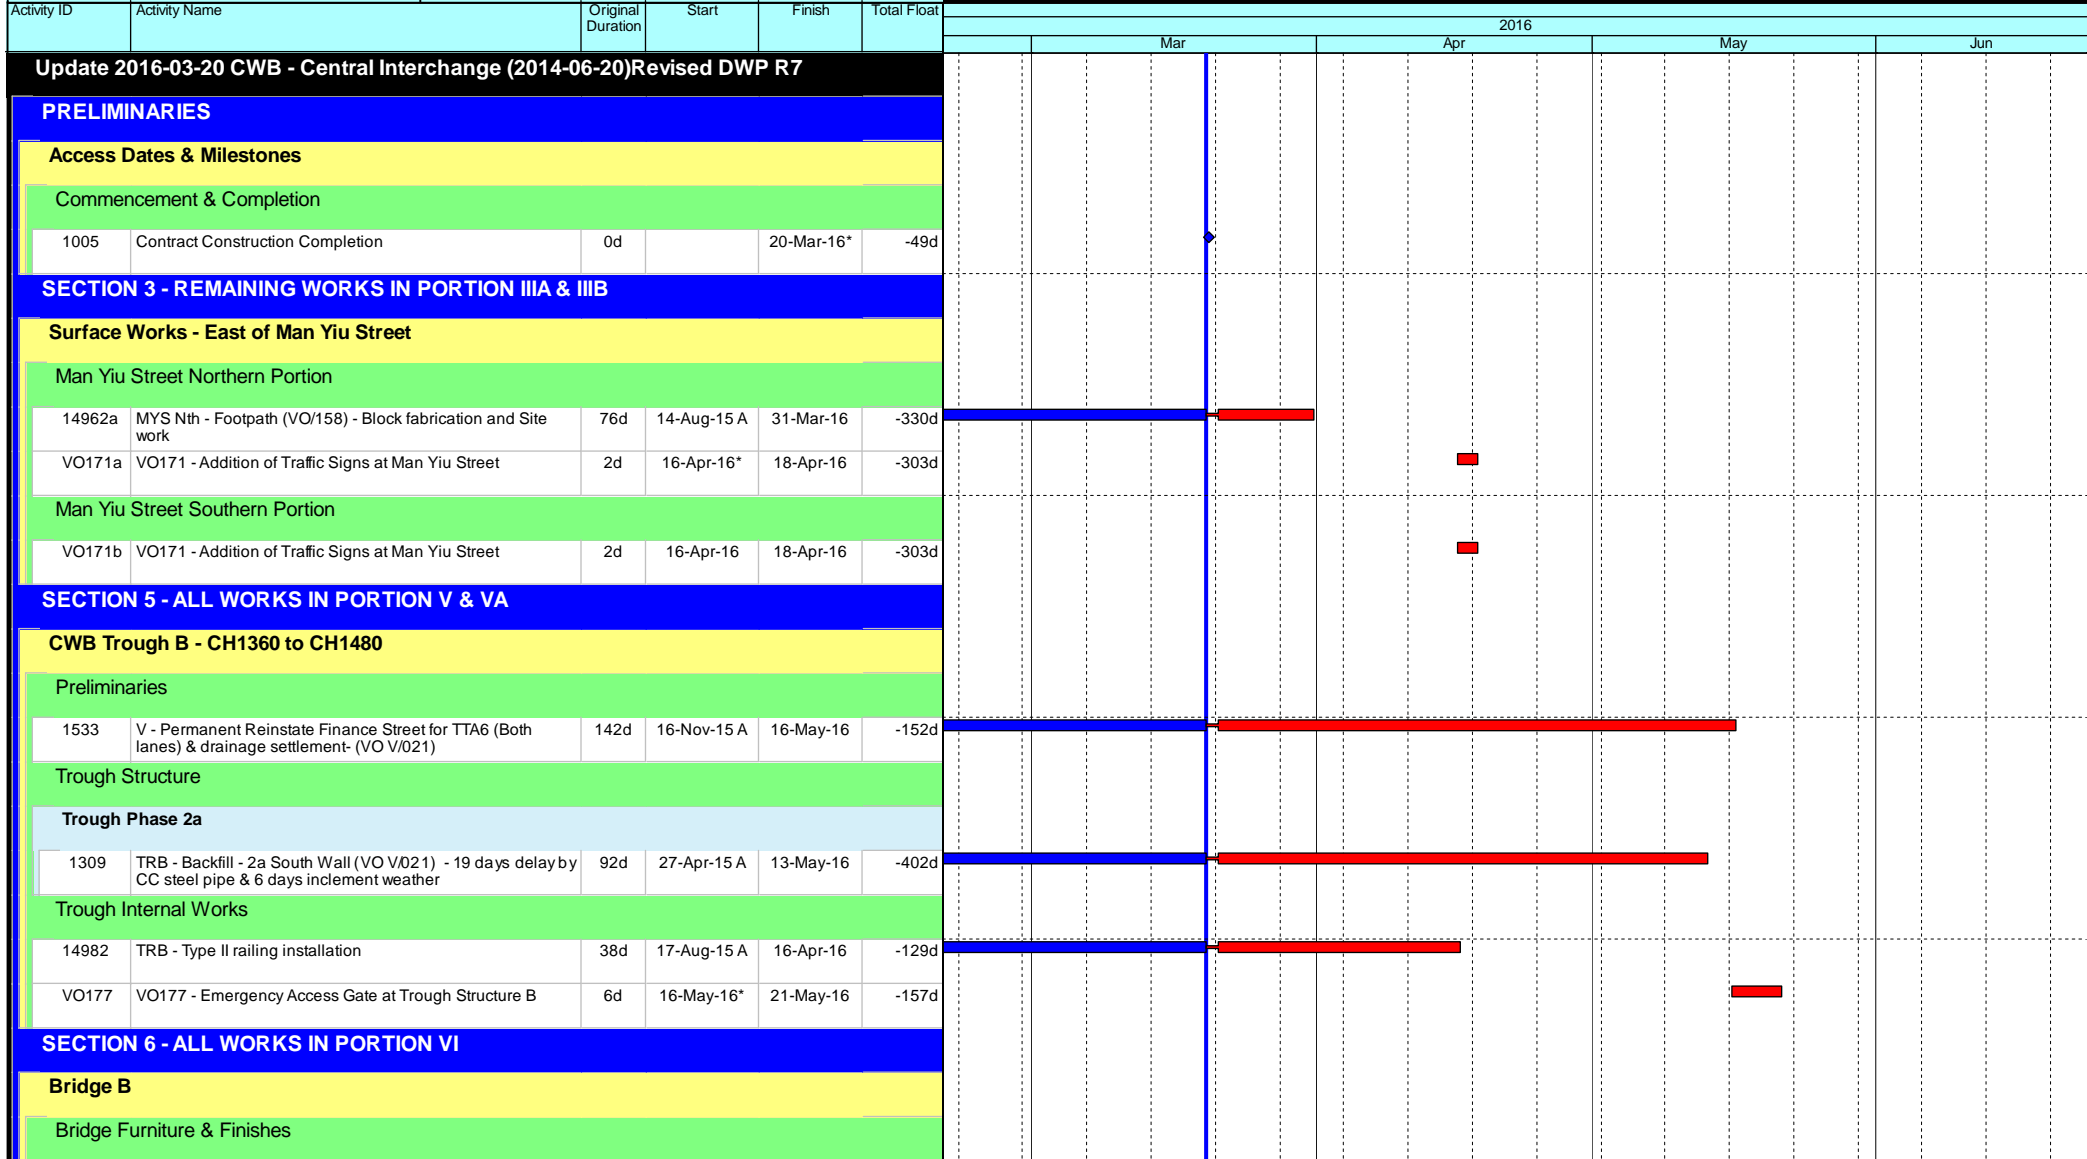 Activity ID Activity Name Original Duration Start Finish Total Float
2016
Mar Apr May Jun
Update 2016-03-20 CWB - Central Interchange (2014-06-20)Revised DWP R7
PRELIMINARIES
Access Dates & Milestones
Commencement & Completion
1005 Contract Construction Completion 0d 20-Mar-16* -49d
SECTION 3 - REMAINING WORKS IN PORTION IIIA & IIIB
Surface Works - East of Man Yiu Street
Man Yiu Street Northern Portion
14962a MYS Nth - Footpath (VO/158) - Block fabrication and Site 76d 14-Aug-15 A 31-Mar-16 -330d
work
VO171a VO171 - Addition of Traffic Signs at Man Yiu Street 2d 16-Apr-16* 18-Apr-16 -303d
Man Yiu Street Southern Portion
VO171b VO171 - Addition of Traffic Signs at Man Yiu Street 2d 16-Apr-16 18-Apr-16 -303d
SECTION 5 - ALL WORKS IN PORTION V & VA
CWB Trough B - CH1360 to CH1480
Preliminaries
1533 V - Permanent Reinstate Finance Street for TTA6 (Both 142d 16-Nov-15 A 16-May-16 -152d
lanes) & drainage settlement- (VO V/021)
Trough Structure
Trough Phase 2a
1309 TRB - Backfill - 2a South Wall (VO V/021) - 19 days delay by 92d 27-Apr-15 A 13-May-16 -402d
CC steel pipe & 6 days inclement weather
Trough Internal Works
14982 TRB - Type II railing installation 38d 17-Aug-15 A 16-Apr-16 -129d
VO177 VO177 - Emergency Access Gate at Trough Structure B 6d 16-May-16* 21-May-16 -157d
SECTION 6 - ALL WORKS IN PORTION VI
Bridge B
Bridge Furniture & Finishes